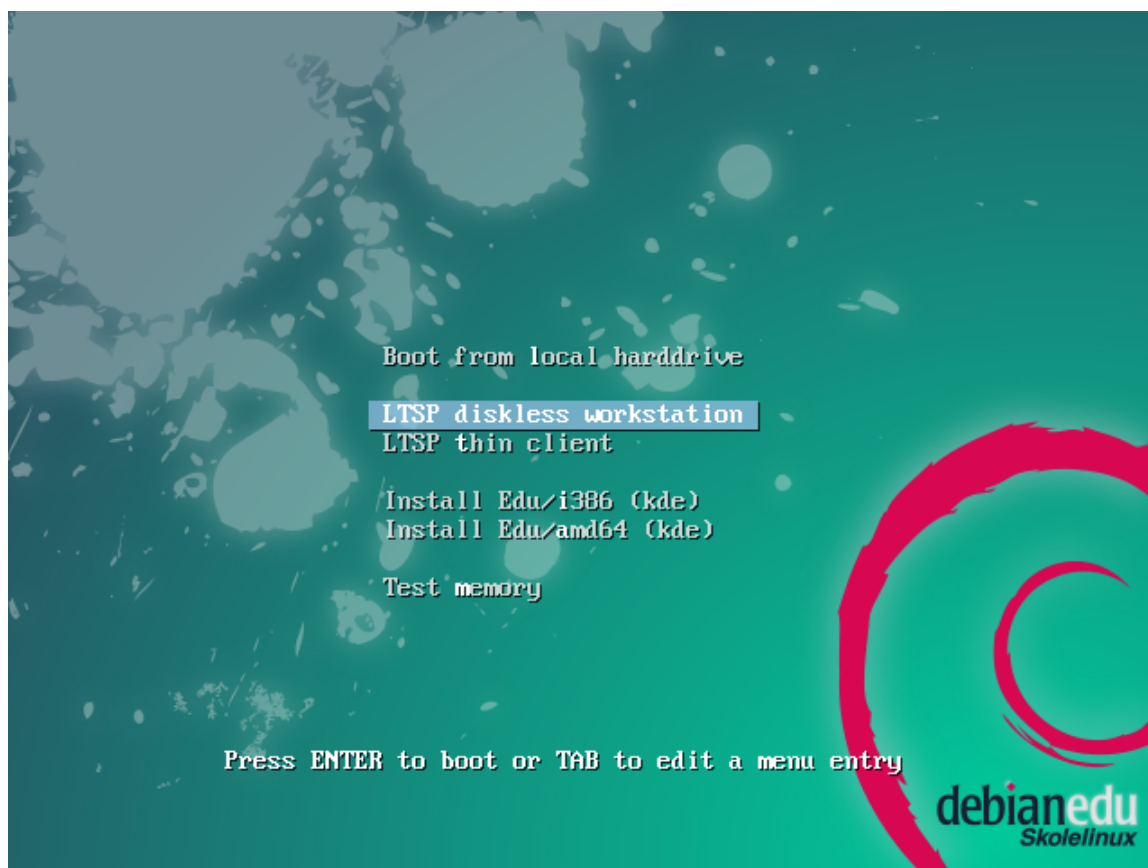 Boot from local harddrive
LTSP diskless workstation
LTSP thin client
Install Edu/i386 (kde)
Install Edu/amd64 (kde)
Test memory
Press ENTER to boot or TAB to edit a menu entry
debianedu
Skolelinux